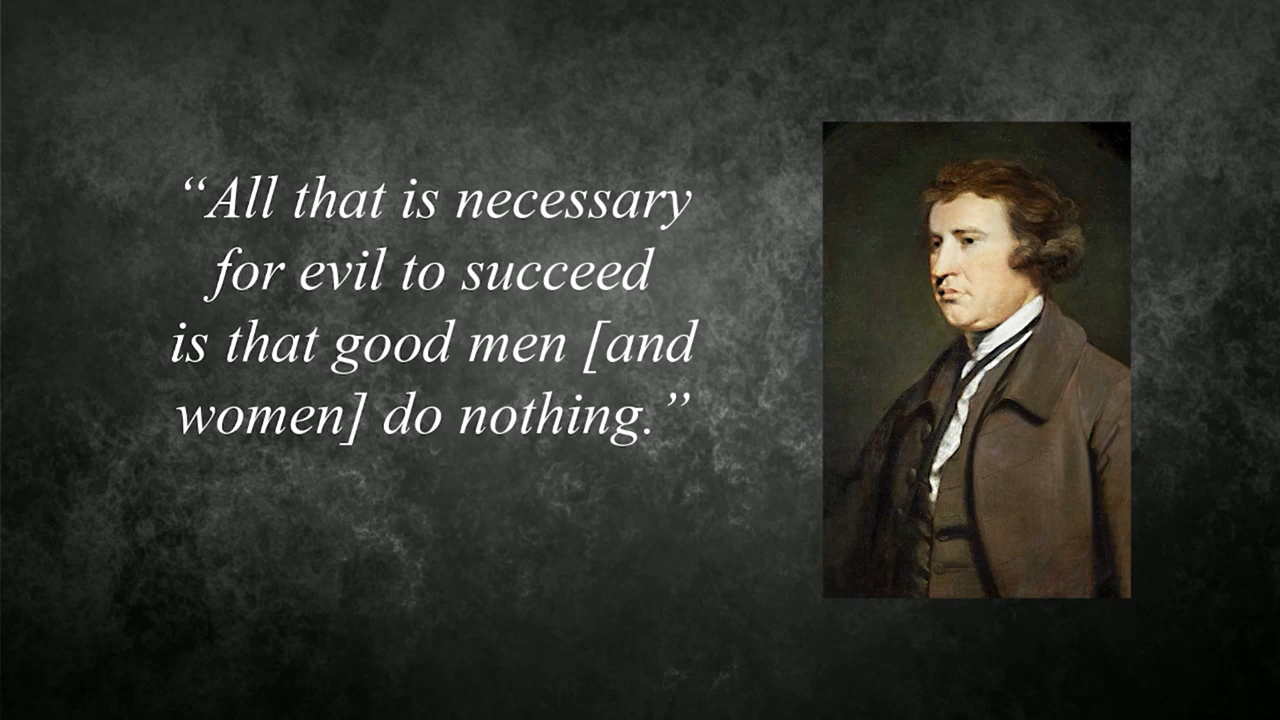 “All that is necessary
for evil to succeed
is that good men [and
women] do nothing.”